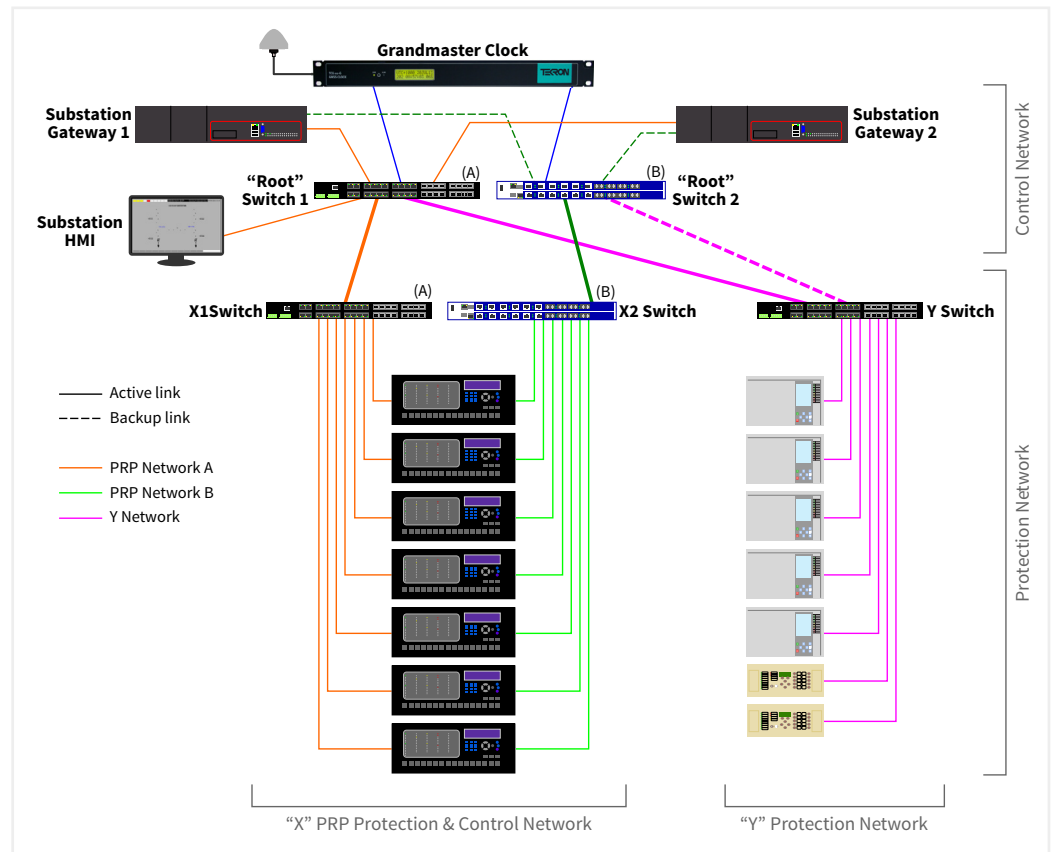 Grandmaster Clock
TEKRON
Substation
Gateway 1
Substation
Gateway 2
"Root"
Switch 1
(A)
(B)
"Root"
Switch 2
Substation
HMI
Control Network
X1Switch
(A)
(B)
X2 Switch
Y Switch
Active link
Backup link
PRP Network A
PRP Network B
Y Network
Protection Network
"X" PRP Protection & Control Network
"Y" Protection Network